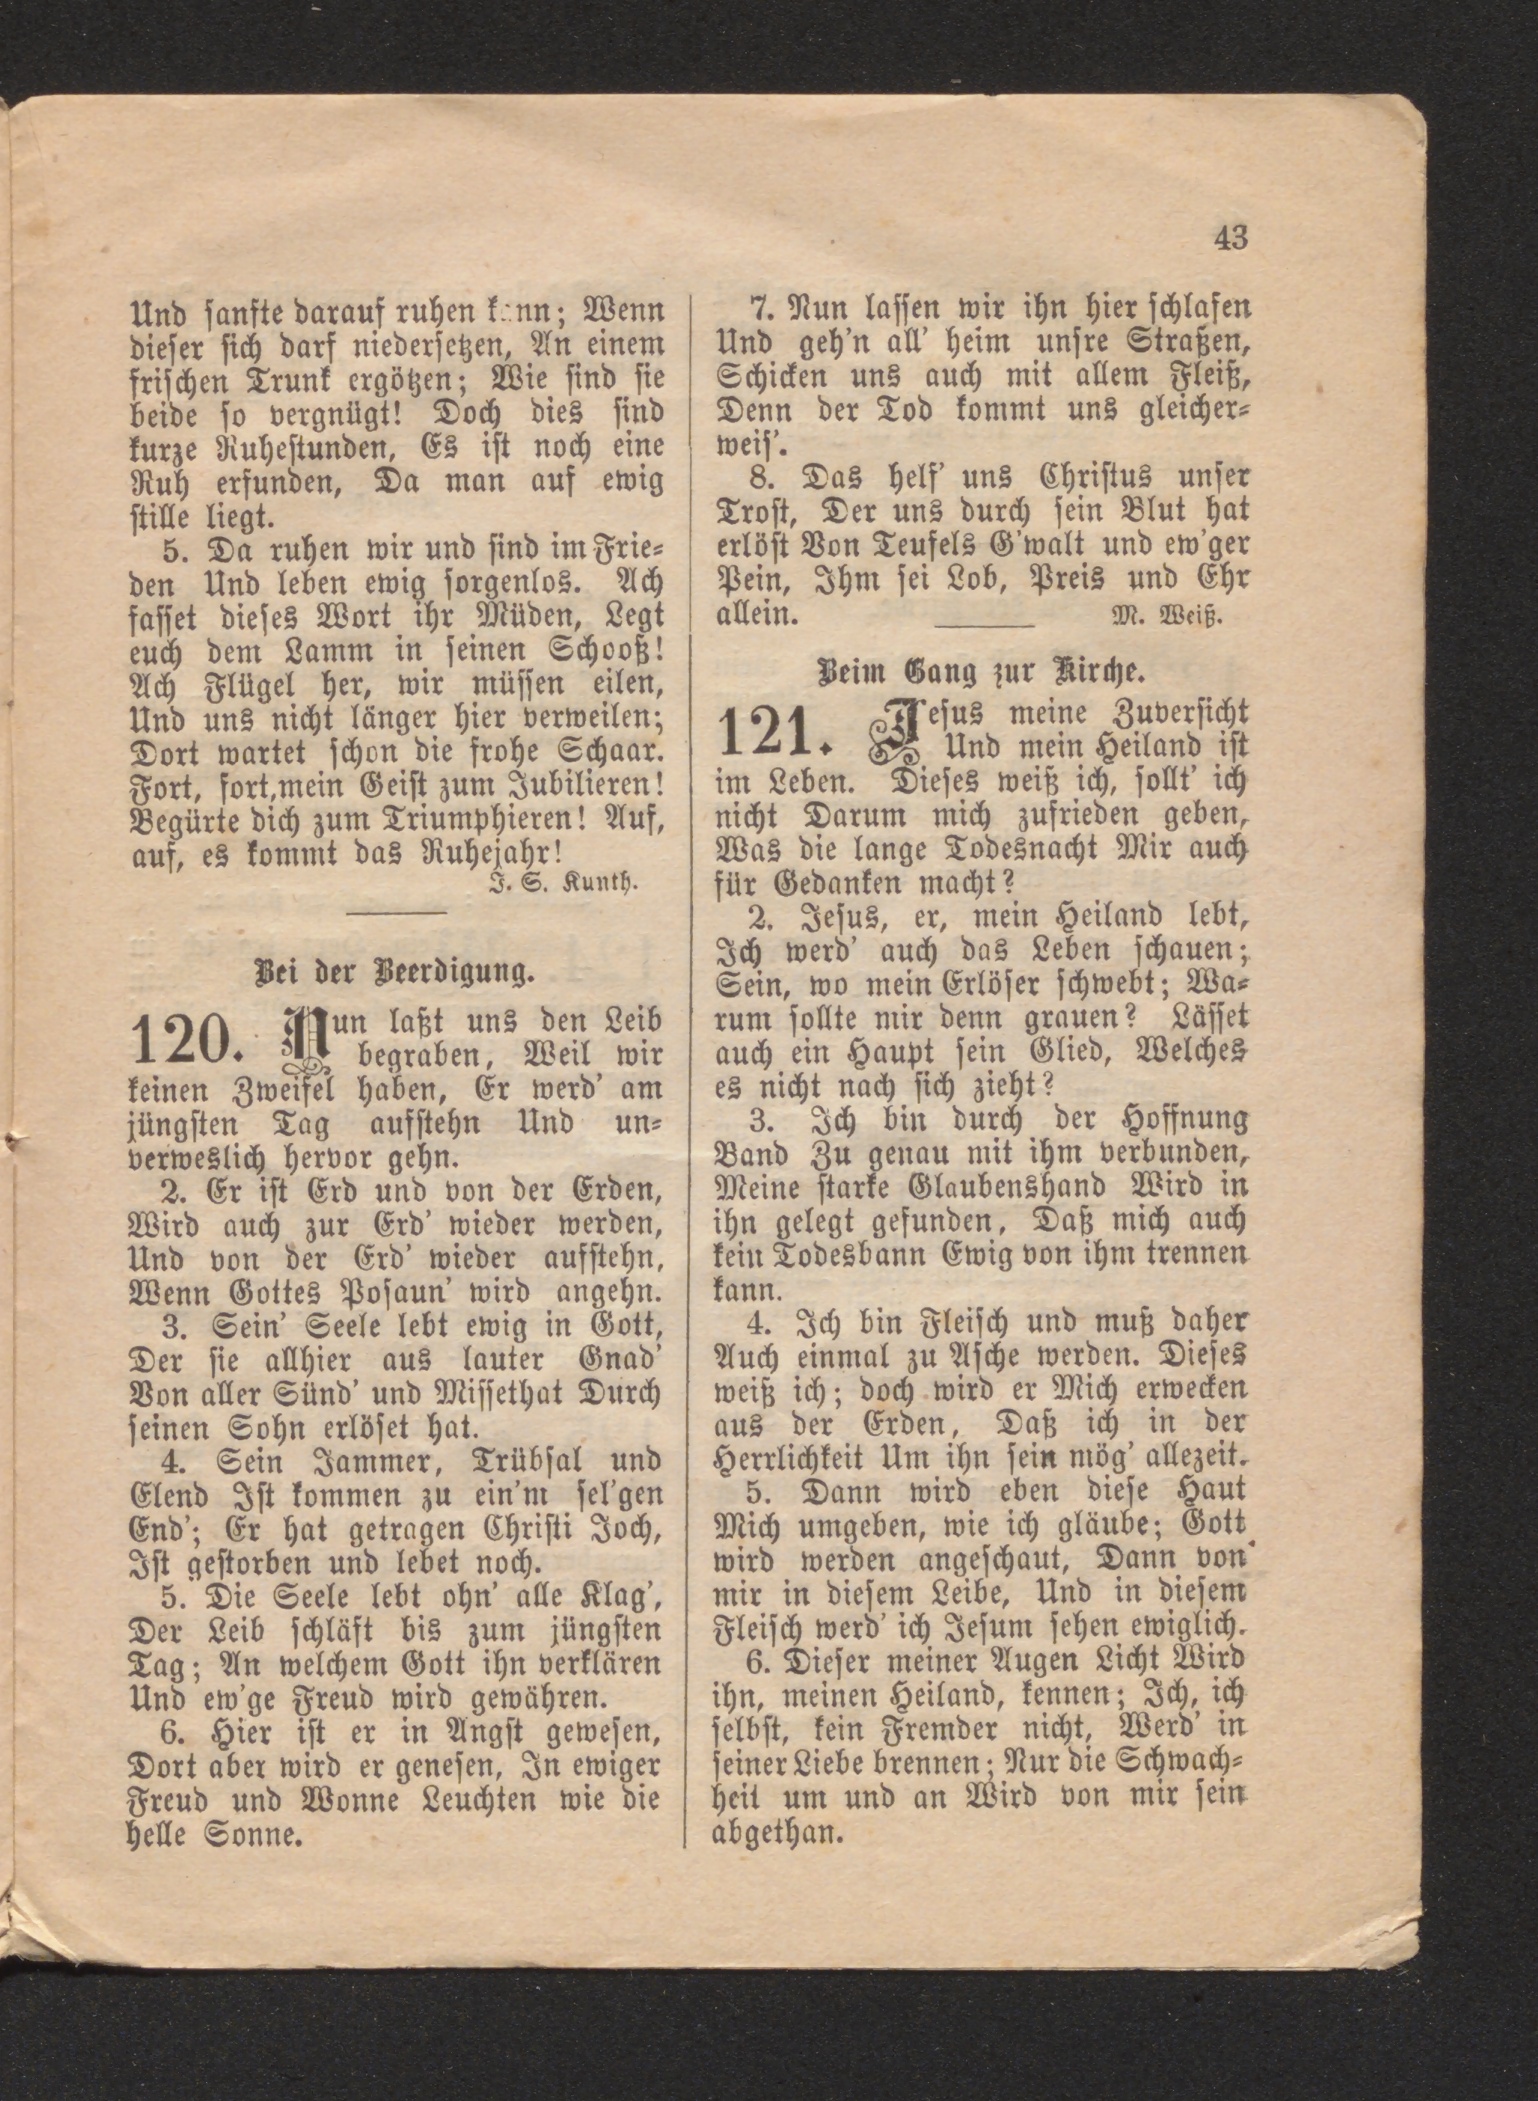 43
Und sanfte darauf ruhen k nn; Wenn
dieser sich darf niedersetzen, An einem
frischen Trunk ergötzen; Wie sind sie
beide so vergnügt! Doch dies sind
kurze Ruhestunden, Es ist noch eine
Ruh erfunden, Da man auf ewig
stille liegt.
5. Da ruhen wir und sind im Frie-
den Und leben ewig sorgenlos. Ach
fasset dieses Wort ihr Müden, Legt
euch dem Lamm in seinen Schooß!
Ach Flügel her, wir müssen eilen,
Und uns nicht länger hier verweilen;
Dort wartet schon die frohe Schaar.
Fort, fort,mein Geist zum Jubilieren!
Begürte dich zum Triumphieren! Auf,
auf, es kommt das Ruhejahr!
J. S. Kunth.
Bei der Beerdigung.
120. Nun laßt uns den Leib
begraben, Weil wir
keinen Zweifel haben, Er werd' am
jüngsten Tag aufstehn Und un-
verweslich hervor gehn.
2. Er ist Erd und von der Erden,
Wird auch zur Erd' wieder werden,
Und von der Erd' wieder aufstehn,
Wenn Gottes Posaun' wird angehn.
3. Sein' Seele lebt ewig in Gott,
Der sie allhier aus lauter Gnad'
Von aller Sünd' und Missethat Durch
seinen Sohn erlöset hat.
4. Sein Jammer, Trübsal und
Elend Ist kommen zu ein'm sel'gen
End'; Er hat getragen Christi Joch,
Ist gestorben und lebet noch.
5. Die Seele lebt ohn' alle Klag',
Der Leib schläft bis zum jüngsten
Tag; An welchem Gott ihn verklären
Und ew'ge Freud wird gewähren.
6. Hier ist er in Angst gewesen,
Dort aber wird er genesen, In ewiger
Freud und Wonne Leuchten wie die
helle Sonne.
7. Nun lassen wir ihn hier schlafen
Und geh'n all' heim unsre Straßen,
Schicken uns auch mit allem Fleiß,
Denn der Tod kommt uns gleicher-
weis'.
8. Das helf' uns Christus unser
Trost, Der uns durch sein Blut hat
erlöst Von Teufels G'walt und ew'ger
Pein, Ihm sei Lob, Preis und Ehr
allein. M. Weiß.
Beim Gang zur Kirche.
121. Jesus meine Zuversicht
Und mein Heiland ist
im Leben. Dieses weiß ich, sollt' ich
nicht Darum mich zufrieden geben,
Was die lange Todesnacht Mir auch
für Gedanken macht?
2. Jesus, er, mein Heiland lebt,
Ich werd' auch das Leben schauen;
Sein, wo mein Erlöser schwebt; Wa-
rum sollte mir denn grauen? Lässet
auch ein Haupt sein Glied, Welches
es nicht nach sich zieht?
3. Ich bin durch der Hoffnung
Band Zu genau mit ihm verbunden,
Meine starke Glaubenshand Wird in
ihn gelegt gefunden, Daß mich auch
kein Todesbann Ewig von ihm trennen
kann.
4. Ich bin Fleisch und muß daher
Auch einmal zu Asche werden. Dieses
weiß ich; doch wird er Mich erwecken
aus der Erden, Daß ich in der
Herrlichkeit Um ihn sein mög' allezeit.
5. Dann wird eben diese Haut
Mich umgeben, wie ich gläube; Gott
wird werden angeschaut, Dann von
mir in diesem Leibe, Und in diesem
Fleisch werd' ich Jesum sehen ewiglich.
6. Dieser meiner Augen Licht Wird
ihn, meinen Heiland, kennen; Ich, ich
selbst, kein Fremder nicht, Werd' in
seiner Liebe brennen; Nur die Schwach-
heit um und an Wird von mir sein
abgethan.